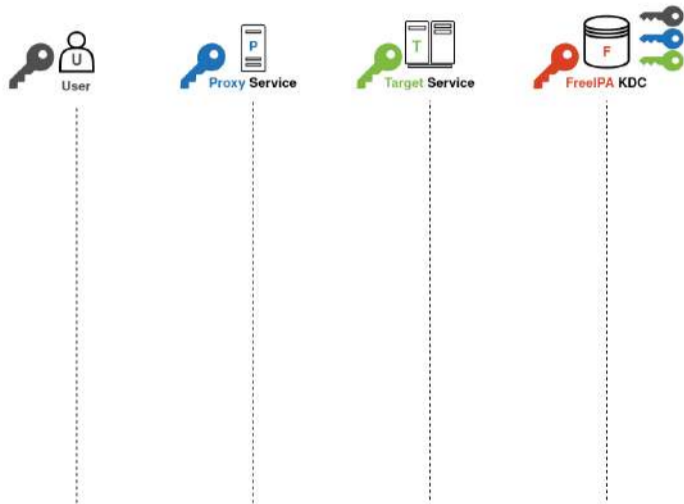 U
P
T
F
User
Proxy Service
Target Service
FreeIPA KDC